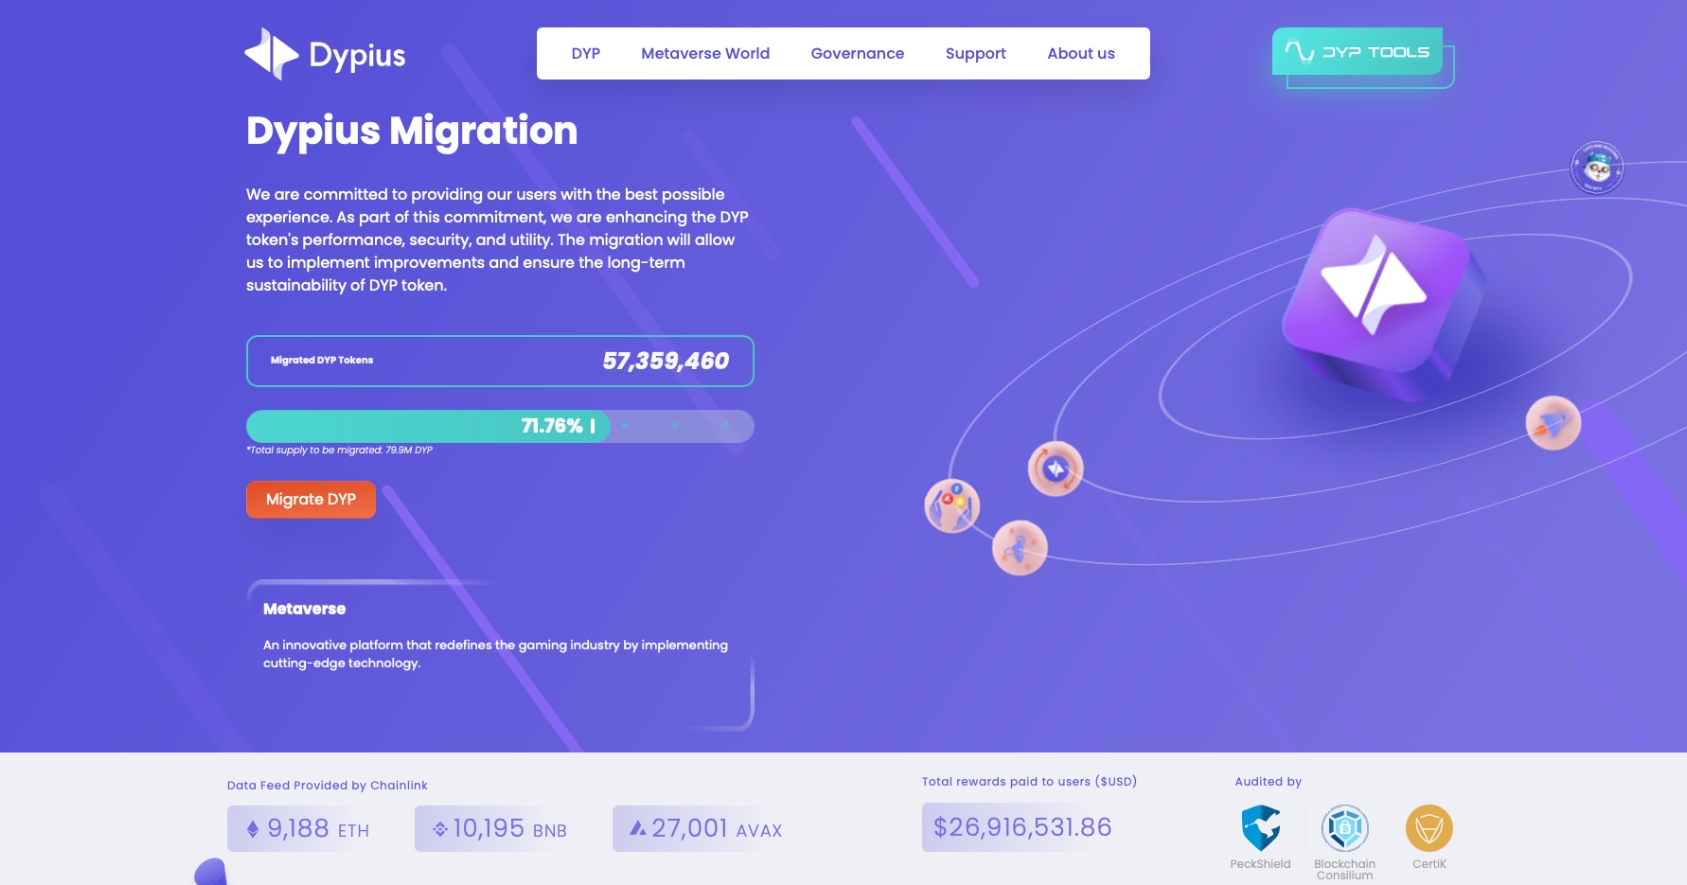 Dypius
DYP
Metaverse World
Governance
Support
About us
DYP TOOLS
Dypius Migration
We are committed to providing our users with the best possible
experience. As part of this commitment, we are enhancing the DYP
token's performance, security, and utility. The migration will allow
us to implement improvements and ensure the long-term
sustainability of DYP token.
Migrated DYP Tokens
57,359,460
71.76%
*Total supply to be migrated: 79.9M DYP
Migrate DYP
Metaverse
An innovative platform that redefines the gaming industry by implementing
cutting-edge technology.
Data Feed Provided by Chainlink
9,188 ETH
10,195 BNB
27,001 AVAX
Total rewards paid to users ($USD)
$26,916,531.86
Audited by
PeckShield
Blockchain
Consilium
CertiK